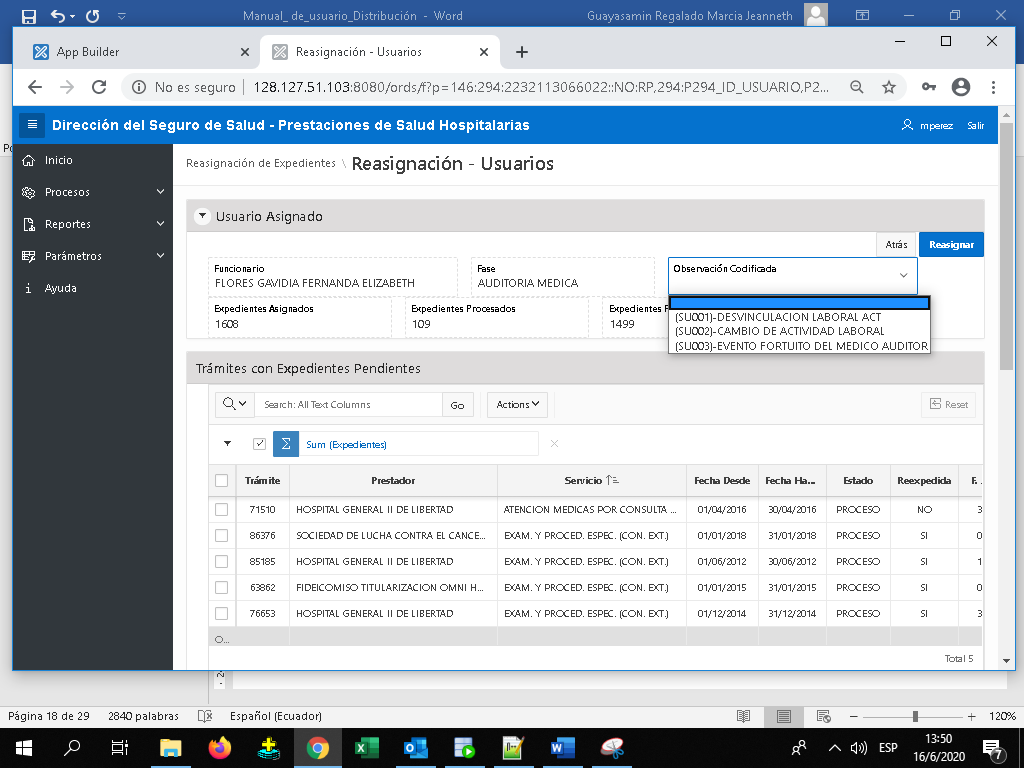 Manual_ de_usuario_Distribución - Word
Guayasamin Regalado Marcia Jeanneth
App Builder
Reasignación - Usuarios
No es seguro
128.127.51.103:8080/ords/f?p=146:294:2232113066022::NO:RP,294:P294_ID_USUARIO,P2...
Dirección del Seguro de Salud - Prestaciones de Salud Hospitalarias
mperez
Salir
Inicio
Procesos
Reportes
Parámetros
Ayuda
Reasignación de Expedientes \ Reasignación - Usuarios
Usuario Asignado
Atrás
Reasignar
Funcionario
FLORES GAVIDIA FERNANDA ELIZABETH
Fase
AUDITORIA MEDICA
Observación Codificada
Expedientes Asignados
1608
Expedientes Procesados
109
Expedientes
1499
(SU001)-DESVINCULACION LABORAL ACT
(SU002)-CAMBIO DE ACTIVIDAD LABORAL
(SU003)-EVENTO FORTUITO DEL MEDICO AUDITOR
Trámites con Expedientes Pendientes
Search: All Text Columns
Go
Actions
Reset
Sum (Expedientes)
Trámite Prestador Servicio Fecha Desde Fecha Ha... Estado Reexpedida F. .
71510 HOSPITAL GENERAL II DE LIBERTAD ATENCION MEDICAS POR CONSULTA ... 01/04/2016 30/04/2016 PROCESO NO 3
86376 SOCIEDAD DE LUCHA CONTRA EL CANCE... EXAM. Y PROCED. ESPEC. (CON. EXT.) 01/01/2018 31/01/2018 PROCESO SI 0
85185 HOSPITAL GENERAL II DE LIBERTAD EXAM. Y PROCED. ESPEC. (CON. EXT.) 01/06/2012 30/06/2012 PROCESO SI 1
63862 FIDEICOMISO TITULARIZACION OMNI H... EXAM. Y PROCED. ESPEC. (CON. EXT.) 01/01/2015 31/01/2015 PROCESO SI 0
76653 HOSPITAL GENERAL II DE LIBERTAD EXAM. Y PROCED. ESPEC. (CON. EXT.) 01/12/2014 31/12/2014 PROCESO SI 3
O...
Total 5
Página 18 de 29
2840 palabras
Español (Ecuador)
120%
ESP
13:50
16/6/2020
7